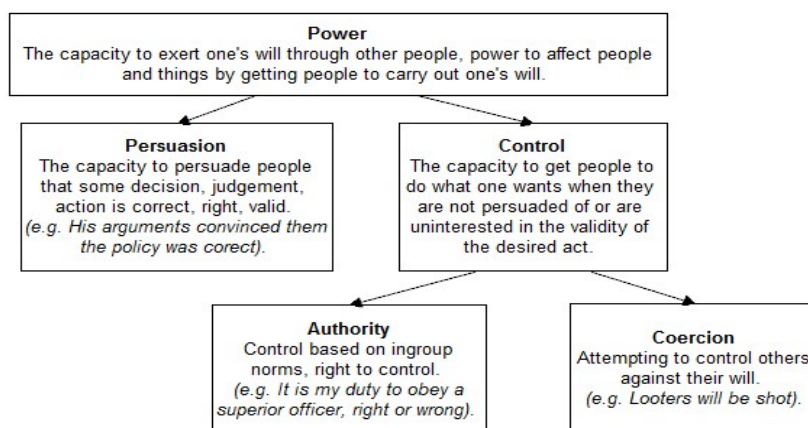 Power
The capacity to exert one's will through other people, power to affect people
and things by getting people to carry out one's will.
Persuasion
The capacity to persuade people
that some decision, judgement,
action is correct, right, valid.
(e.g. His arguments convinced them
the policy was corect).
Control
The capacity to get people to
do what one wants when they
are not persuaded of or are
uninterested in the validity of
the desired act.
Authority
Control based on ingroup
norms, right to control.
(e.g. It is my duty to obey a
superior officer, right or wrong).
Coercion
Attempting to control others
against their will.
(e.g. Looters will be shot).